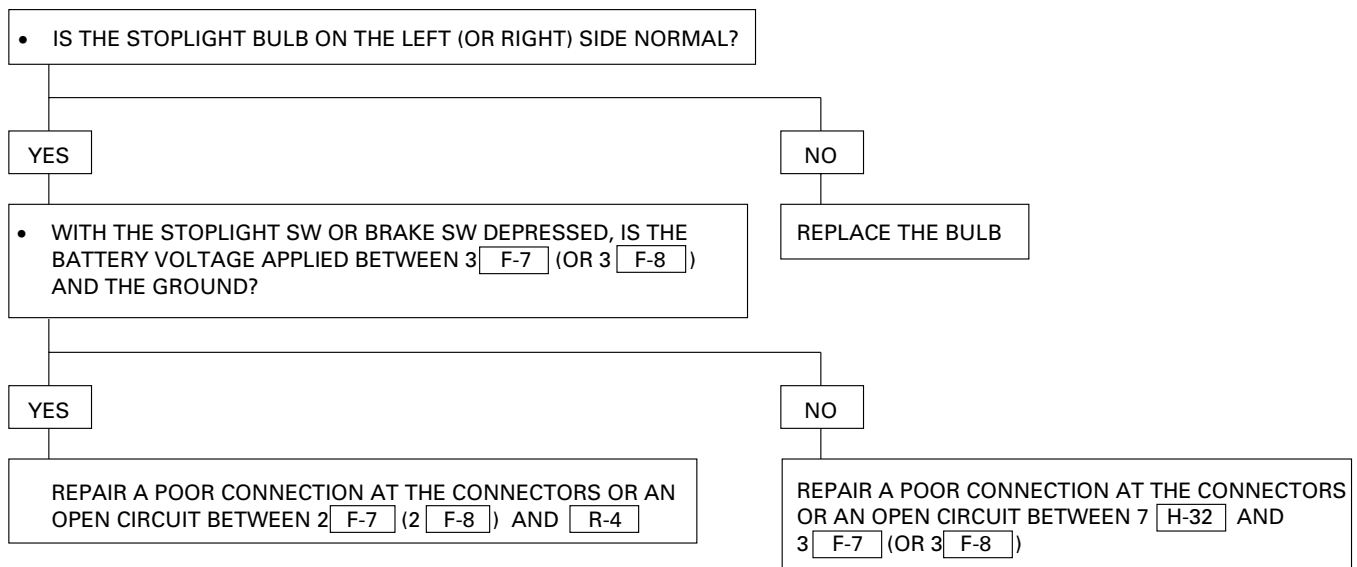 • IS THE STOPLIGHT BULB ON THE LEFT (OR RIGHT) SIDE NORMAL?
YES
NO
• WITH THE STOPLIGHT SW OR BRAKE SW DEPRESSED, IS THE
BATTERY VOLTAGE APPLIED BETWEEN 3 F-7 (OR 3 F-8 )
AND THE GROUND?
REPLACE THE BULB
YES
NO
REPAIR A POOR CONNECTION AT THE CONNECTORS OR AN
OPEN CIRCUIT BETWEEN 2 F-7 (2 F-8 ) AND R-4
REPAIR A POOR CONNECTION AT THE CONNECTORS
OR AN OPEN CIRCUIT BETWEEN 7 H-32 AND
3 F-7 (OR 3 F-8 )